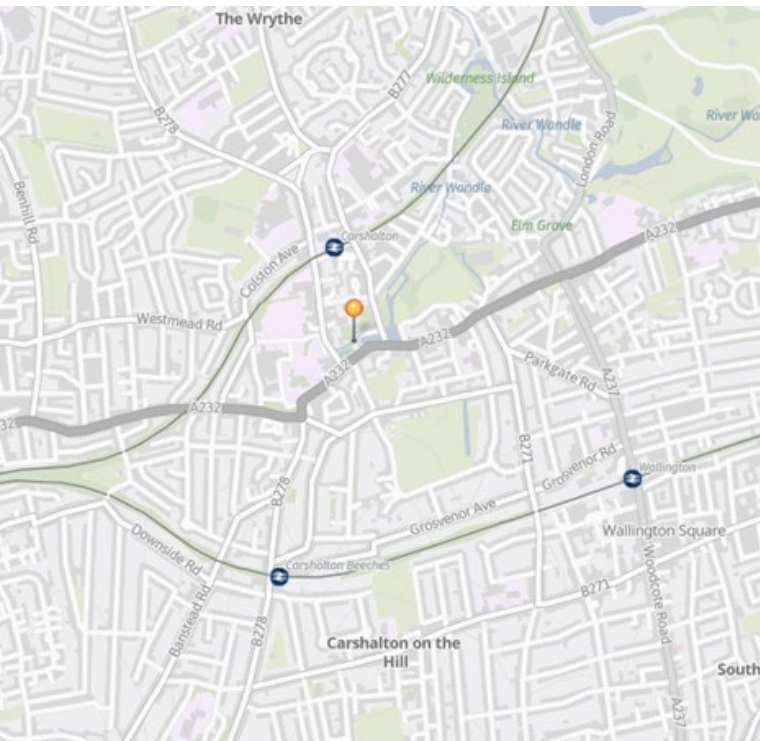 The Wrythe
B277
Wilderness Island
B278
River Wandle
River Wa
London Road
River Wandle
Benhill Rd
Elm Grove
A232
Carshalton
Colston Ave
Westmead Rd
A232
A232
Parkgate Rd
A237
A232
32
B271
Grosvenor Rd
Wallington
B278
Grosvenor Ave
Wallington Square
Downside Rd
Carshalton Beeches
B271
Woodcote Road
Banstead Rd
B278
Carshalton on the
Hill
South
A237